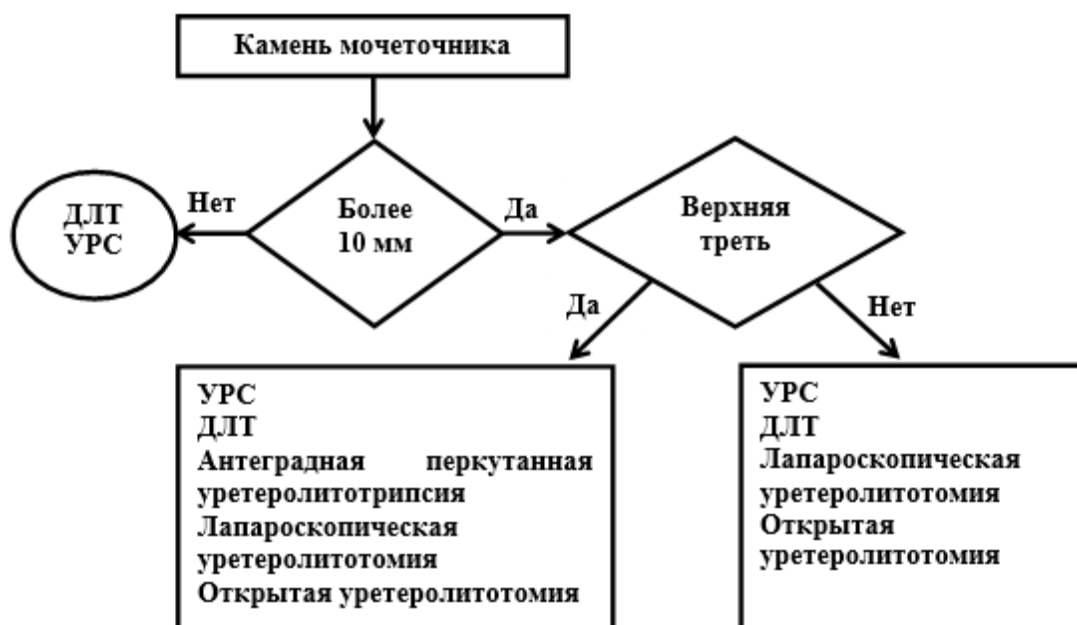 Камень мочеточника
Более
10 мм
Нет
ДЛТ
УРС
Да
Верхняя
треть
Да
Нет
УРС
ДЛТ
Антеградная перкутанная
уретеролитотрипсия
Лапароскопическая
уретеролитотомия
Открытая уретеролитотомия
УРС
ДЛТ
Лапароскопическая
уретеролитотомия
Открытая
уретеролитотомия